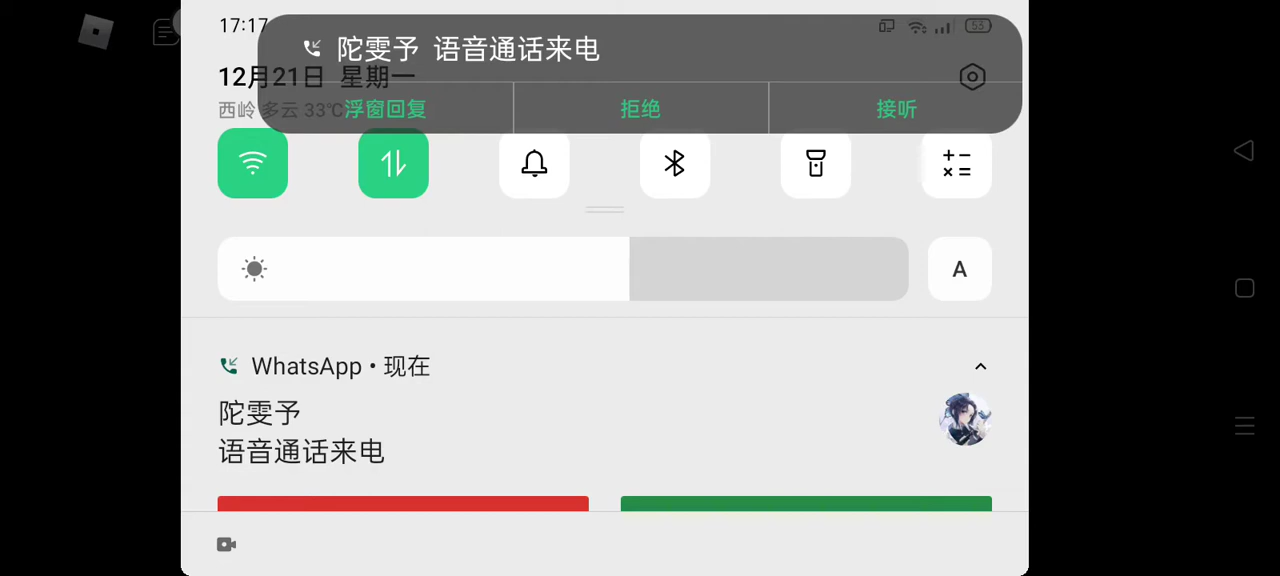 17:17
53
陀雯予 语音通话来电
12月21日 星期一
西岭 多云 33℃
浮窗回复
拒绝
接听
A
WhatsApp • 现在
陀雯予
语音通话来电